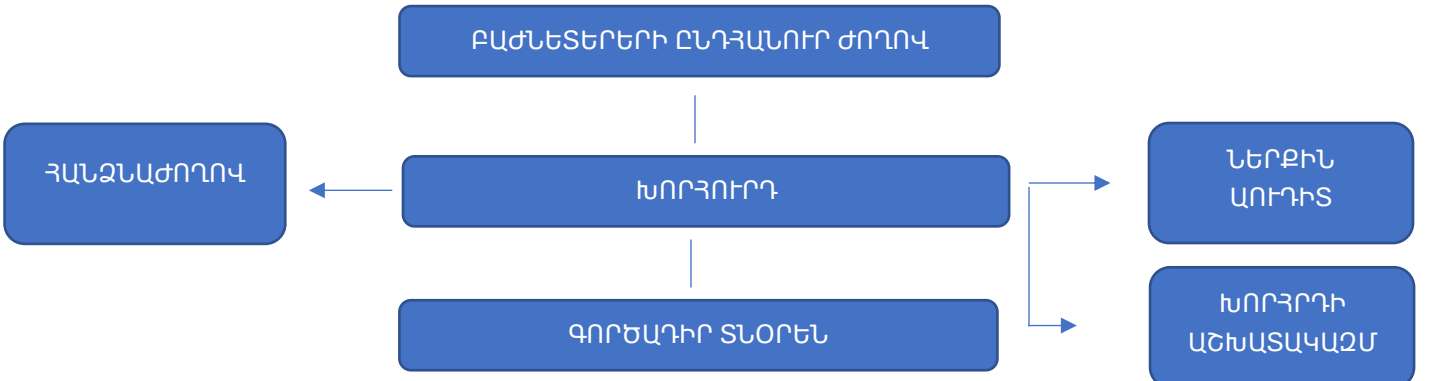 ԲԱԺՆԵՏԵՐԵՐԻ ԸՆԴՀԱՆՈՒՐ ԺՈՂՈՎ
ՀԱՆՁՆԱԺՈՂՈՎ
ԽՈՐՀՈՒՐԴ
ՆԵՐՔԻՆ
ԱՈՒԴԻՏ
ԳՈՐԾԱԴԻՐ ՏՆՕՐԵՆ
ԽՈՐՀՐԴԻ
ԱՇԽԱՏԱԿԱԶՄ